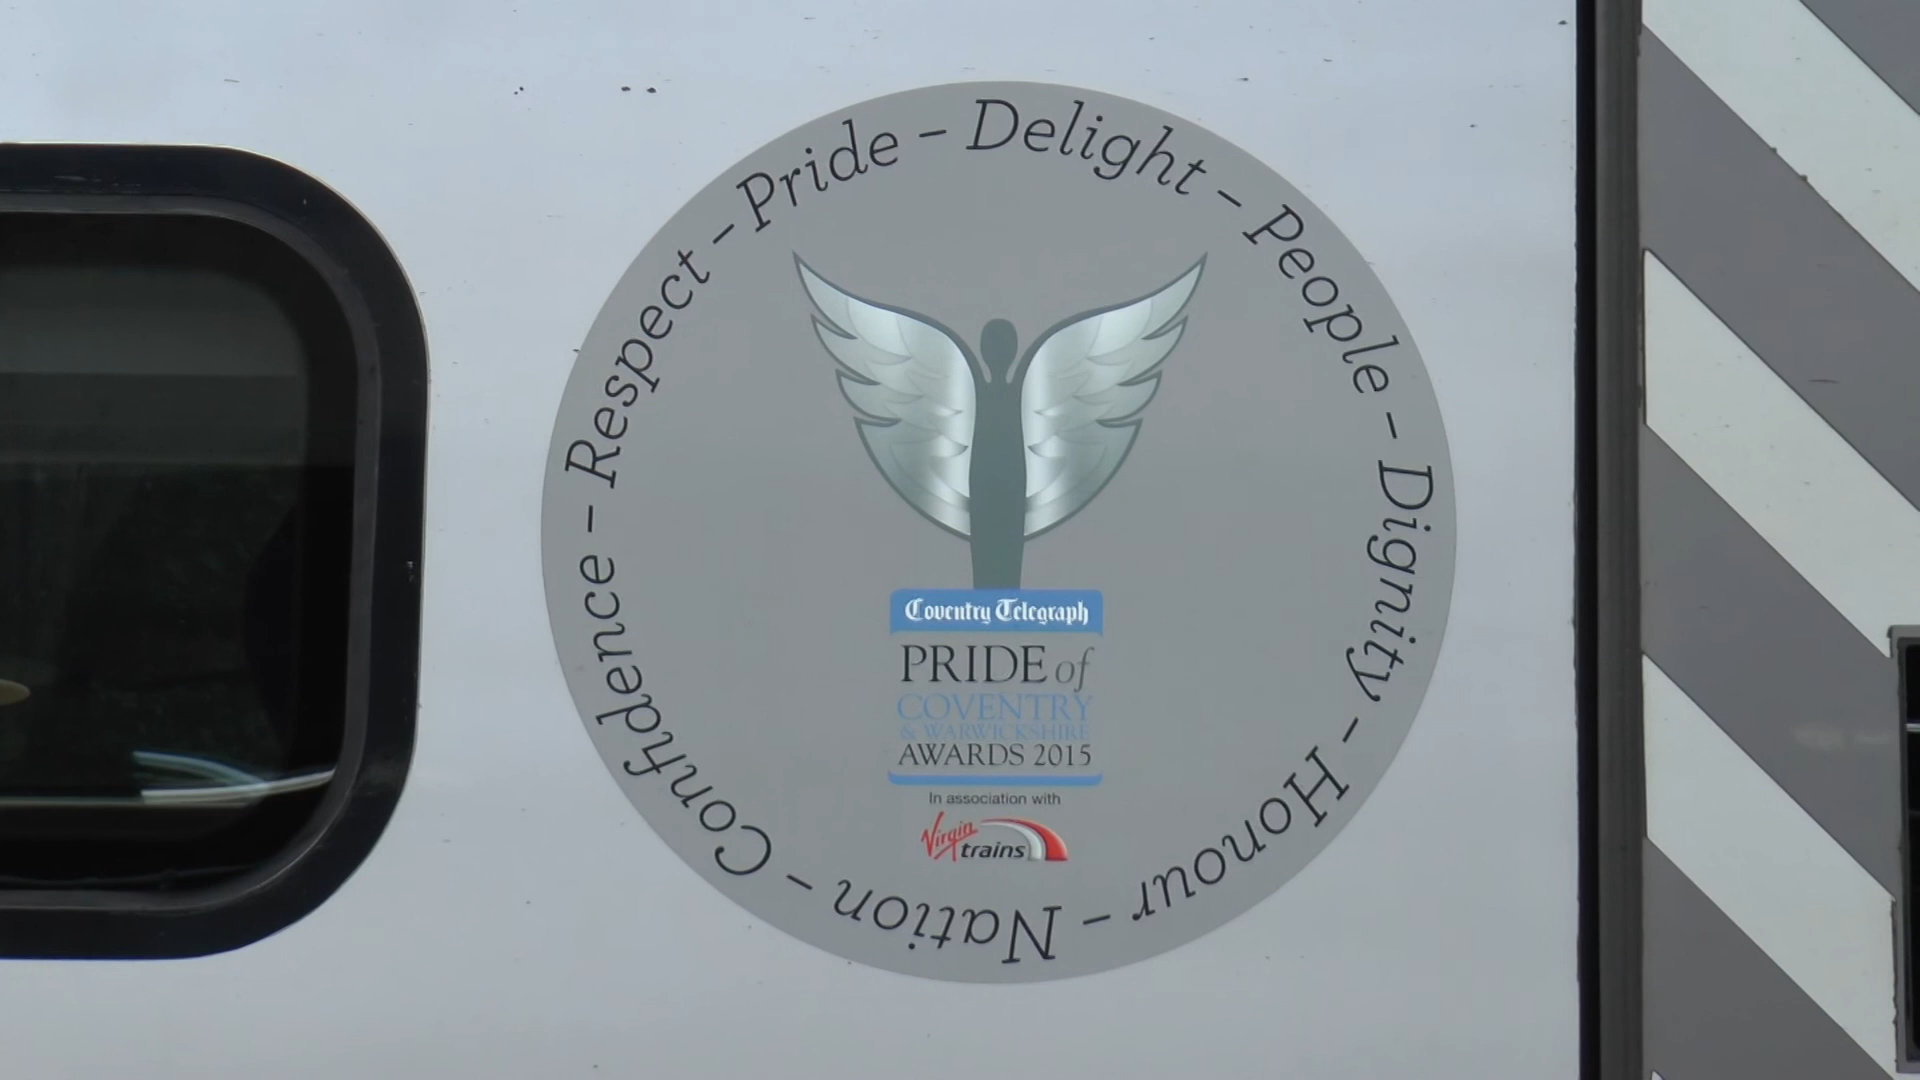 Pride - Delight - People - Dignity - Honour - Nation - Confidence - Respect -
Coventry Telegraph
PRIDE of
COVENTRY
& WARWICKSHIRE
AWARDS 2015
In association with
Virgin
trains